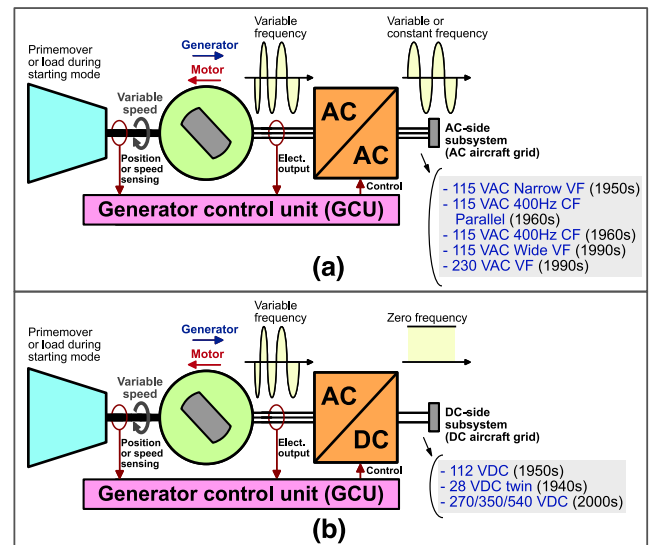 Primemover
or load during
starting mode
Generator
Motor
Variable
frequency
Variable or
constant frequency
Variable
speed
Position
or speed
sensing
Elect.
output
AC
AC
Control
AC-side
subsystem
(AC aircraft grid)
Generator control unit (GCU)
- 115 VAC Narrow VF (1950s)
- 115 VAC 400Hz CF
Parallel (1960s)
- 115 VAC 400Hz CF (1960s)
- 115 VAC Wide VF (1990s)
- 230 VAC VF (1990s)
(a)
Primemover
or load during
starting mode
Generator
Motor
Variable
frequency
Zero frequency
Variable
speed
Position
or speed
sensing
Elect.
output
AC
DC
Control
DC-side
subsystem
(DC aircraft grid)
Generator control unit (GCU)
- 112 VDC (1950s)
- 28 VDC twin (1940s)
- 270/350/540 VDC (2000s)
(b)